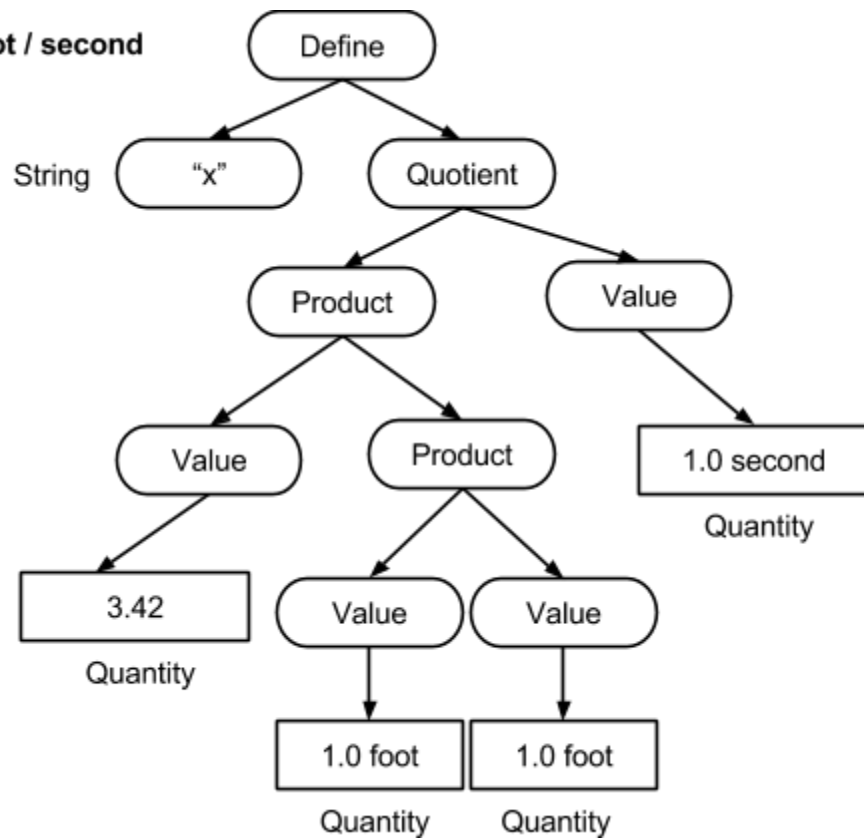 / second
Define
String
“x”
Quotient
Product
Value
Value
Product
1.0 second
Quantity
3.42
Value
Value
Quantity
1.0 foot
1.0 foot
Quantity
Quantity